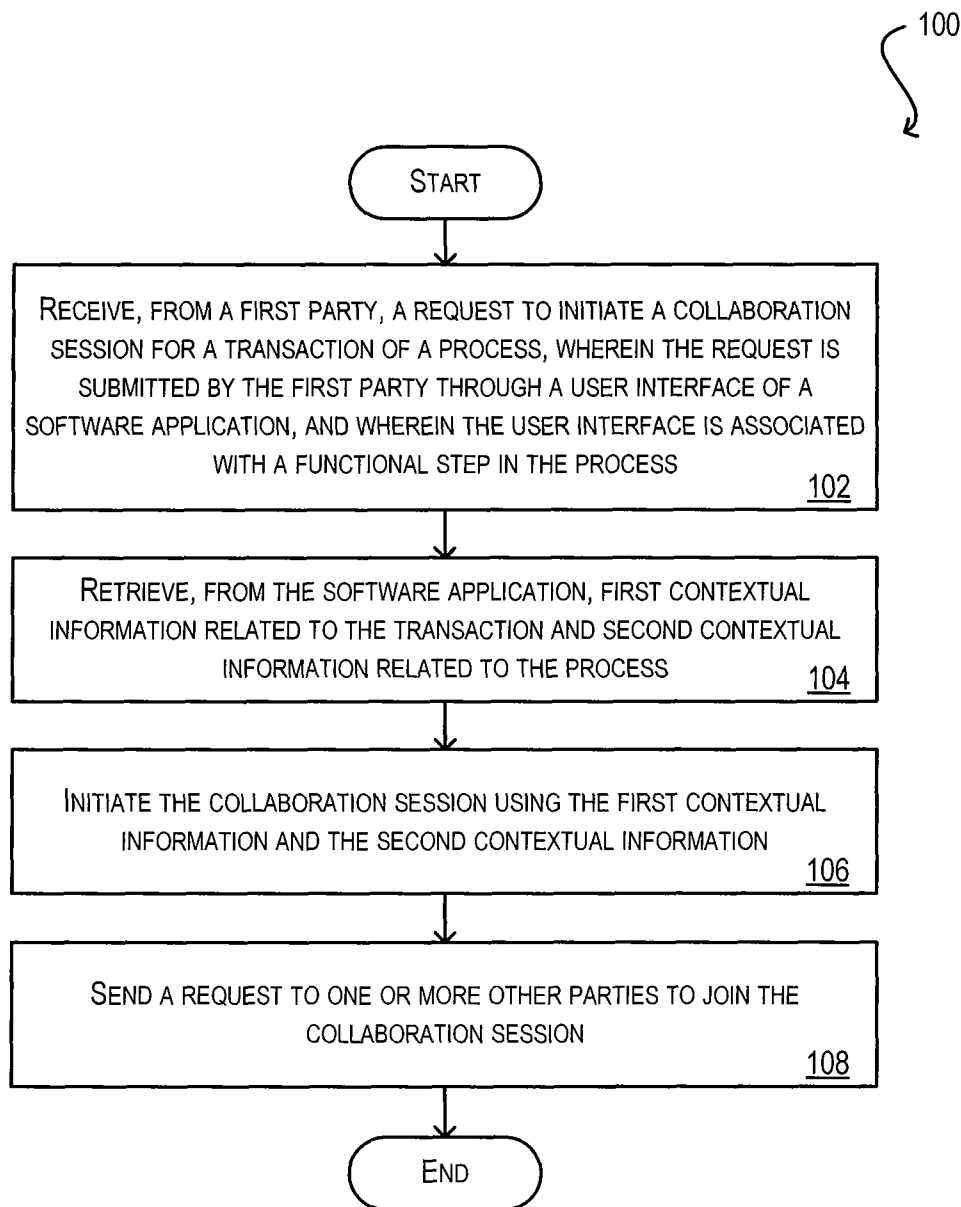 100
START
RECEIVE, FROM A FIRST PARTY, A REQUEST TO INITIATE A COLLABORATION
SESSION FOR A TRANSACTION OF A PROCESS, WHEREIN THE REQUEST IS
SUBMITTED BY THE FIRST PARTY THROUGH A USER INTERFACE OF A
SOFTWARE APPLICATION, AND WHEREIN THE USER INTERFACE IS ASSOCIATED
WITH A FUNCTIONAL STEP IN THE PROCESS
102
RETRIEVE, FROM THE SOFTWARE APPLICATION, FIRST CONTEXTUAL
INFORMATION RELATED TO THE TRANSACTION AND SECOND CONTEXTUAL
INFORMATION RELATED TO THE PROCESS
104
INITIATE THE COLLABORATION SESSION USING THE FIRST CONTEXTUAL
INFORMATION AND THE SECOND CONTEXTUAL INFORMATION
106
SEND A REQUEST TO ONE OR MORE OTHER PARTIES TO JOIN THE
COLLABORATION SESSION
108
END